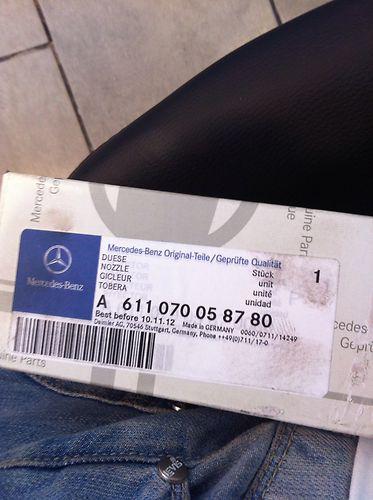 Mercedes-Benz
Mercedes-Benz Original-Teile/Geprüfte Qualität
DUESE Stück 1
NOZZLE unit
GICLEUR unité
TOBERA unidad
A 611 070 05 87 80
Best before 10.11.12 Made in GERMANY 0060/0711/14249
Daimler AG, 70546 Stuttgart, Germany, Phone ++49(0)711/17-0